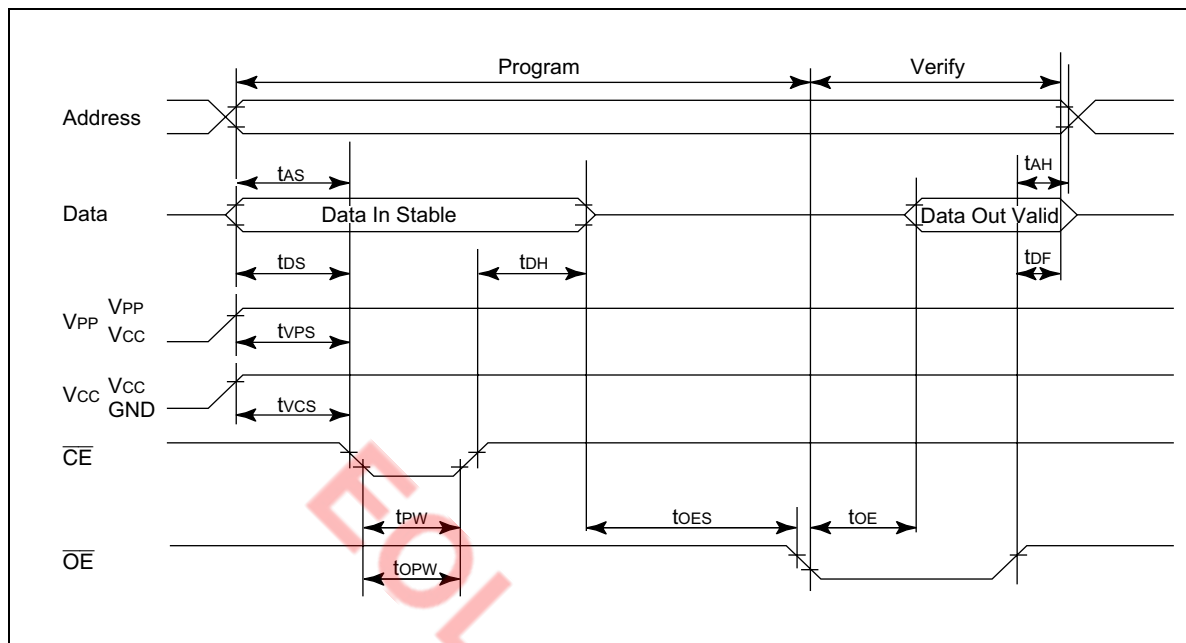 Program Verify
Address
tAS tAH
Data Data In Stable Data Out Valid
tDS tDH tDF
VPP VPP
VCC
tVPS
VCC VCC
GND
tVCS
CE
tPW tOES tOE
OE
tOPW
EOL